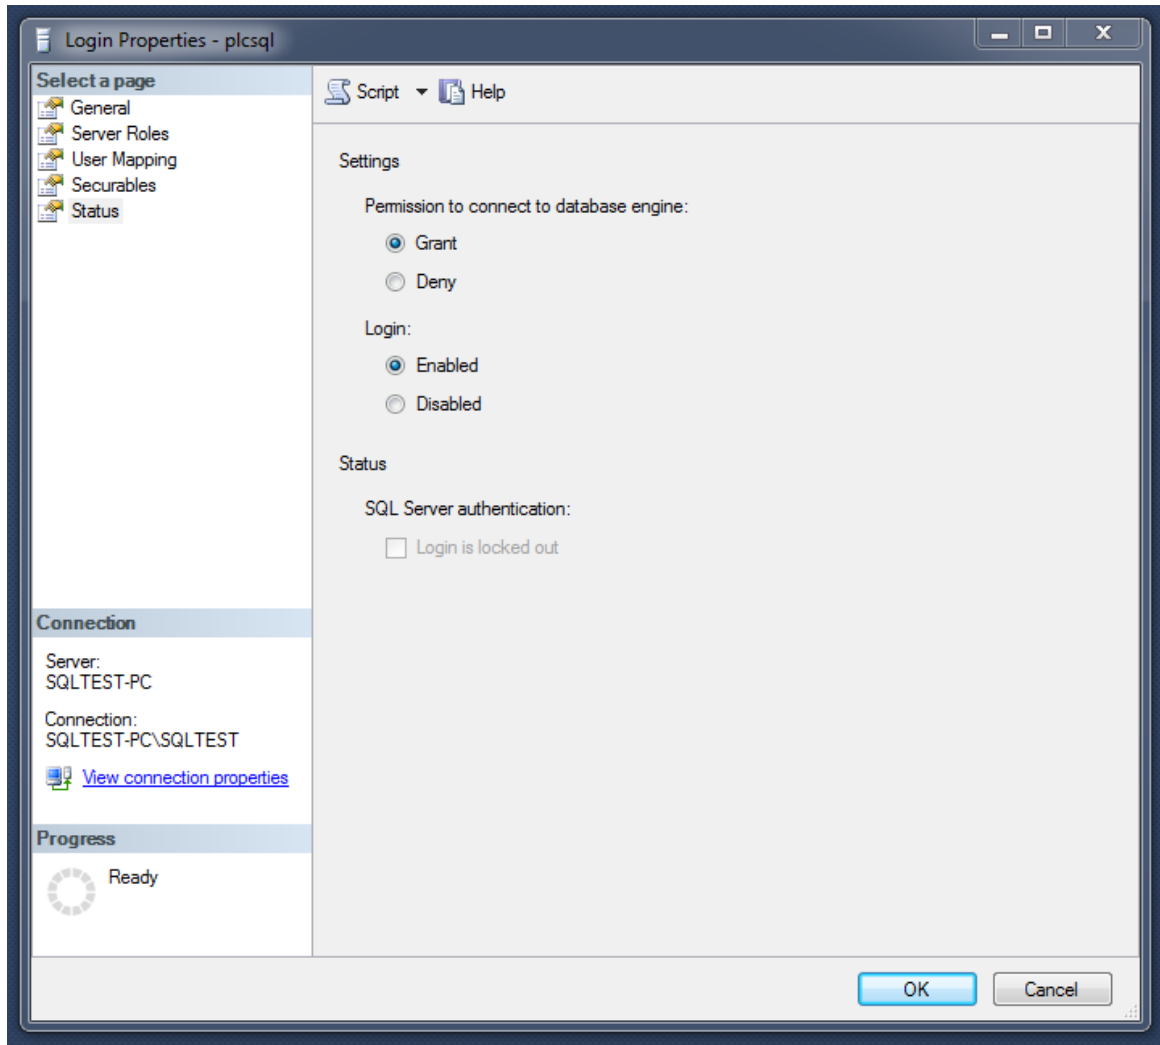 Login Properties - plcsql
Select a page
General
Server Roles
User Mapping
Securables
Status
Script Help
Settings
Permission to connect to database engine:
Grant
Deny
Login:
Enabled
Disabled
Status
SQL Server authentication:
Login is locked out
Connection
Server:
SQLTEST-PC
Connection:
SQLTEST-PC\SQLTEST
View connection properties
Progress
Ready
OK Cancel